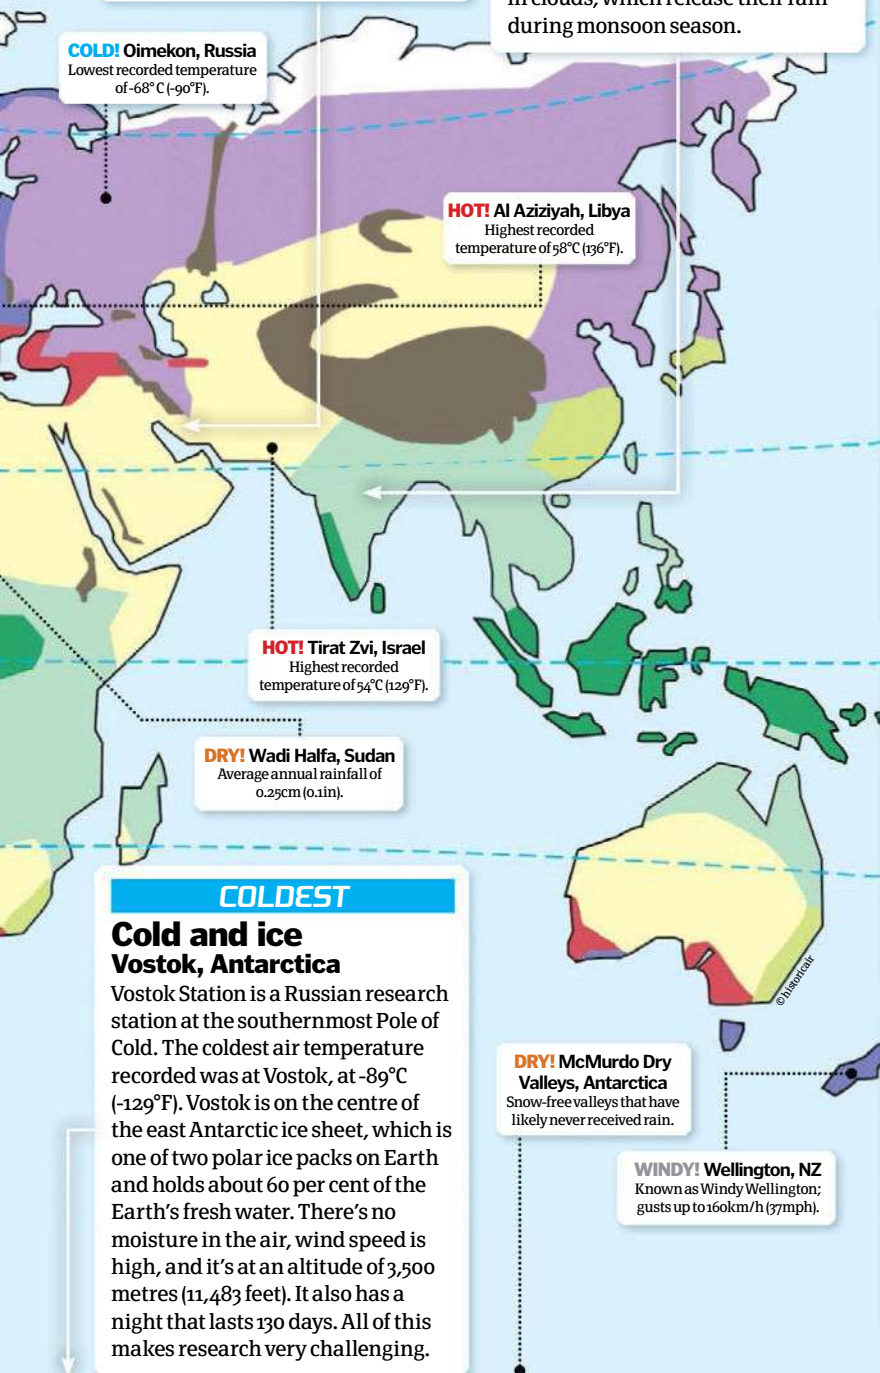 in clouds, which release their rain
during monsoon season.
COLD! Oimekon, Russia
Lowest recorded temperature
of -68° C (-90°F).
HOT! Al Aziziyah, Libya
Highest recorded
temperature of 58°C (136°F).
HOT! Tirat Zvi, Israel
Highest recorded
temperature of 54°C (129°F).
DRY! Wadi Halfa, Sudan
Average annual rainfall of
0.25cm (0.1in).
COLDEST
Cold and ice
Vostok, Antarctica
Vostok Station is a Russian research
station at the southernmost Pole of
Cold. The coldest air temperature
recorded was at Vostok, at -89°C
(-129°F). Vostok is on the centre of
the east Antarctic ice sheet, which is
one of two polar ice packs on Earth
and holds about 60 per cent of the
Earth's fresh water. There's no
moisture in the air, wind speed is
high, and it's at an altitude of 3,500
metres (11,483 feet). It also has a
night that lasts 130 days. All of this
makes research very challenging.
© historicair
DRY! McMurdo Dry
Valleys, Antarctica
Snow-free valleys that have
likely never received rain.
WINDY! Wellington, NZ
Known as Windy Wellington;
gusts up to 160km/h (37mph).